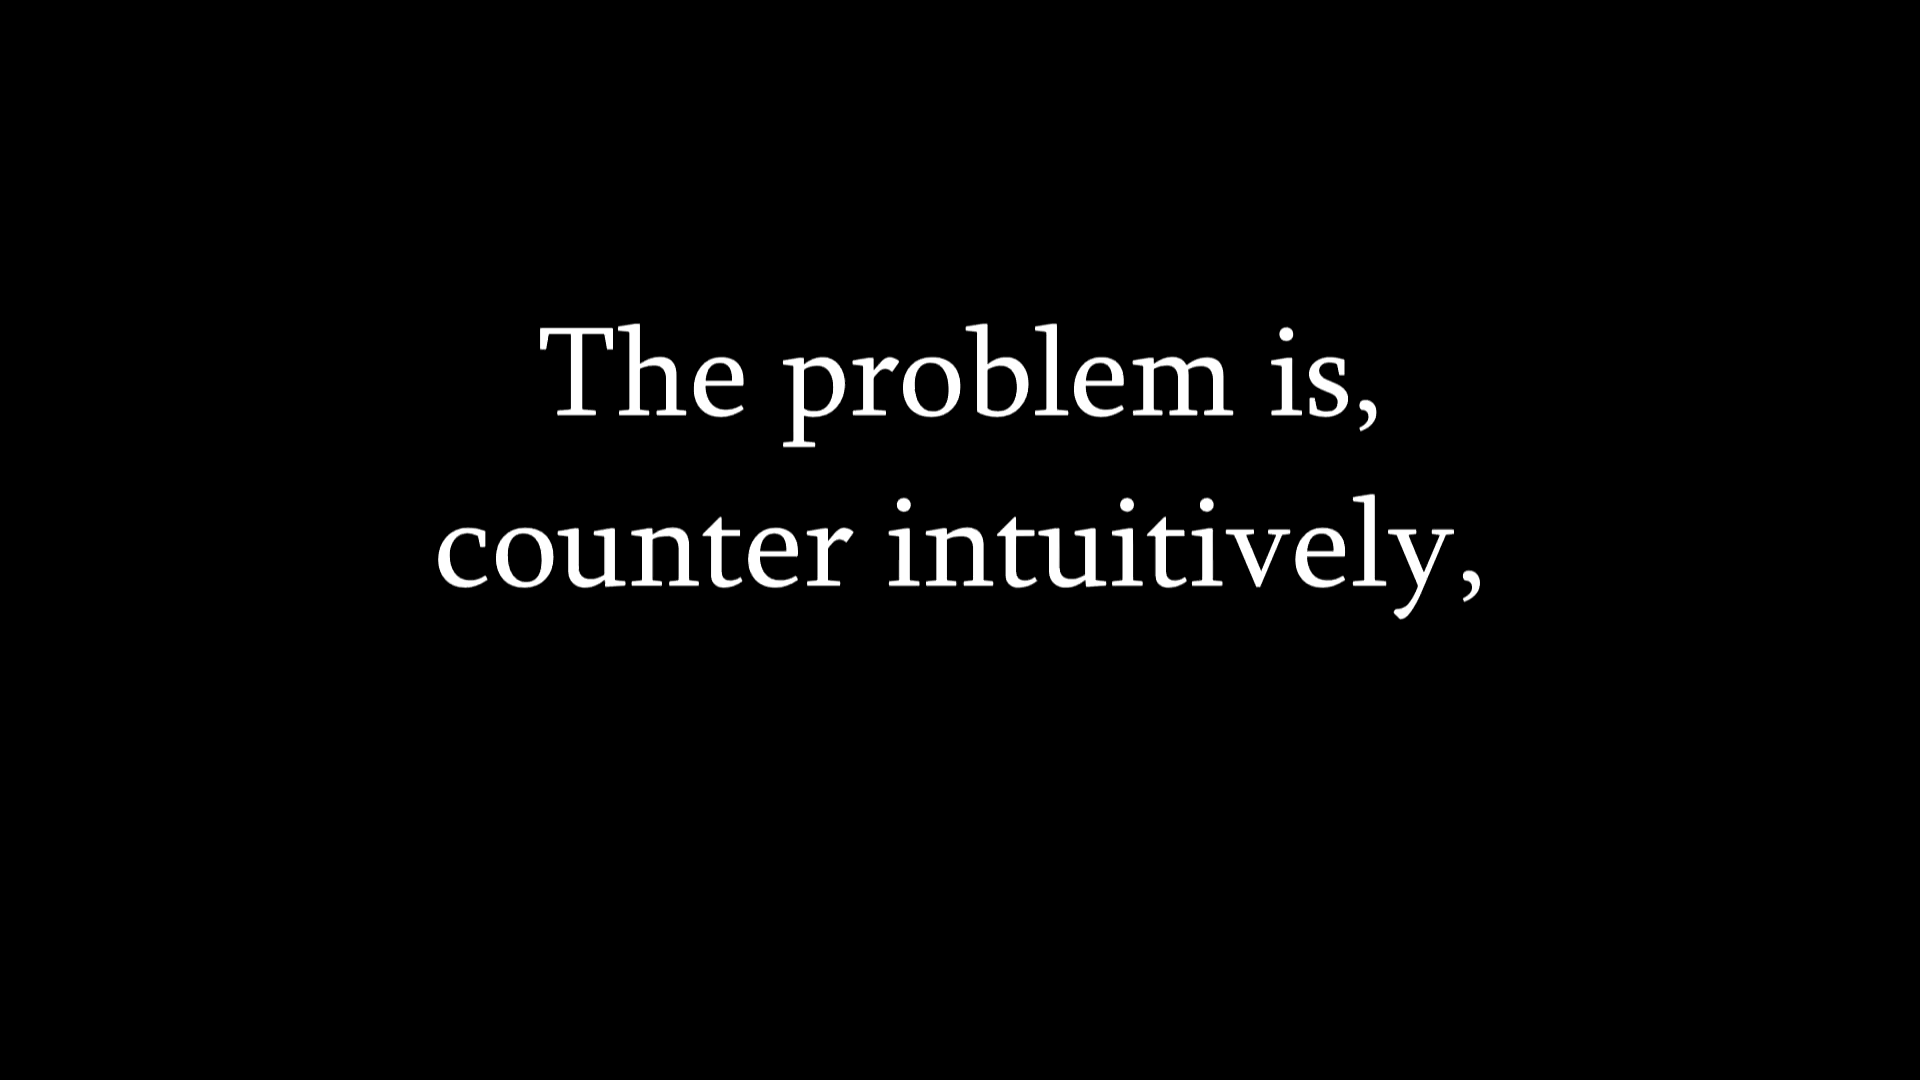 The problem is,
counter intuitively,